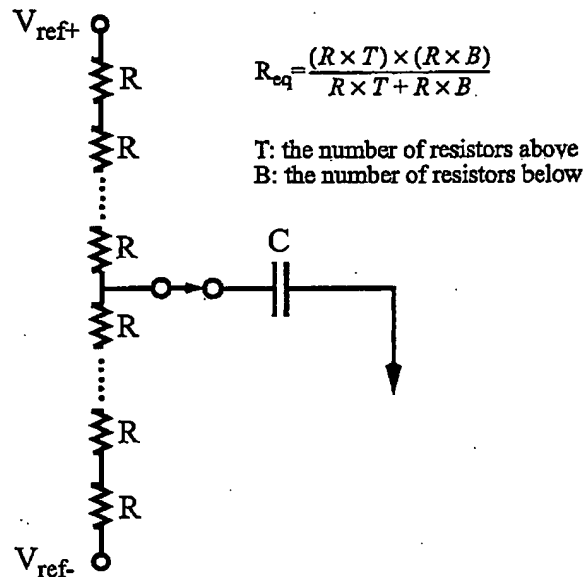 V_ref+
R
R_eq = (R × T) × (R × B) / R × T + R × B
R
T: the number of resistors above
B: the number of resistors below
R
C
R
R
R
V_ref-